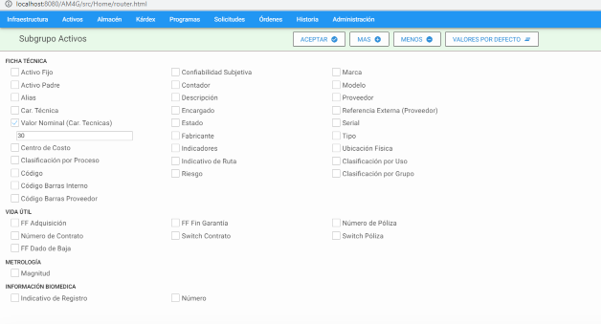 localhost:8080/AM4G/src/Home/router.html
Infraestructura Activos Almacén Kárdex Programas Solicitudes Órdenes Historia Administración
Subgrupo Activos ACEPTAR MAS MENOS VALORES POR DEFECTO
FICHA TÉCNICA
Activo Fijo Confiabilidad Subjetiva Marca
Activo Padre Contador Modelo
Alias Descripción Proveedor
Car. Técnica Encargado Referencia Externa (Proveedor)
Valor Nominal (Car. Tecnicas) Estado Serial
30 Fabricante Tipo
Centro de Costo Indicadores Ubicación Física
Clasificación por Proceso Indicativo de Ruta Clasificación por Uso
Código Riesgo Clasificación por Grupo
Código Barras Interno
Código Barras Proveedor
VIDA ÚTIL
FF Adquisición FF Fin Garantía Número de Póliza
Número de Contrato Switch Contrato Switch Póliza
FF Dado de Baja
METROLOGÍA
Magnitud
INFORMACIÓN BIOMEDICA
Indicativo de Registro Número